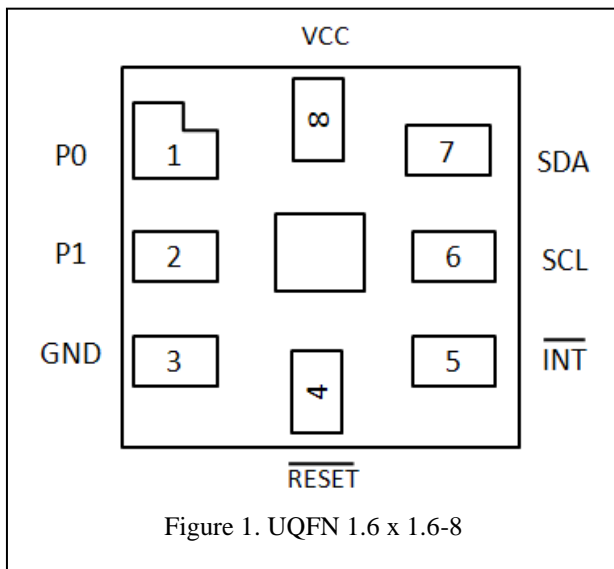 VCC
8
P0 1 7 SDA
P1 2 6 SCL
GND 3 5 INT
4
RESET
Figure 1. UQFN 1.6 x 1.6-8